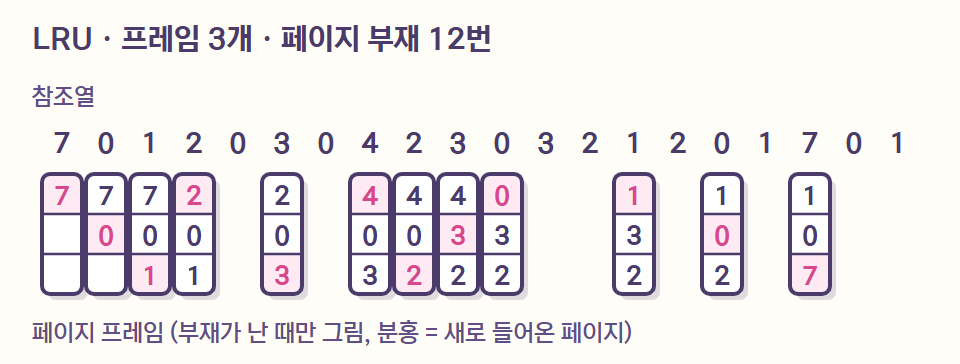 LRU · 프레임 3개 · 페이지 부재 12번
참조열
7 0 1 2 0 3 0 4 2 3 0 3 2 1 2 0 1 7 0 1
7 7 7 2 2 4 4 4 0 1 1 1
0 0 0 0 0 0 3 3 3 0 0
1 1 3 3 2 2 2 2 2 7
페이지 프레임 (부재가 난 때만 그림, 분홍 = 새로 들어온 페이지)